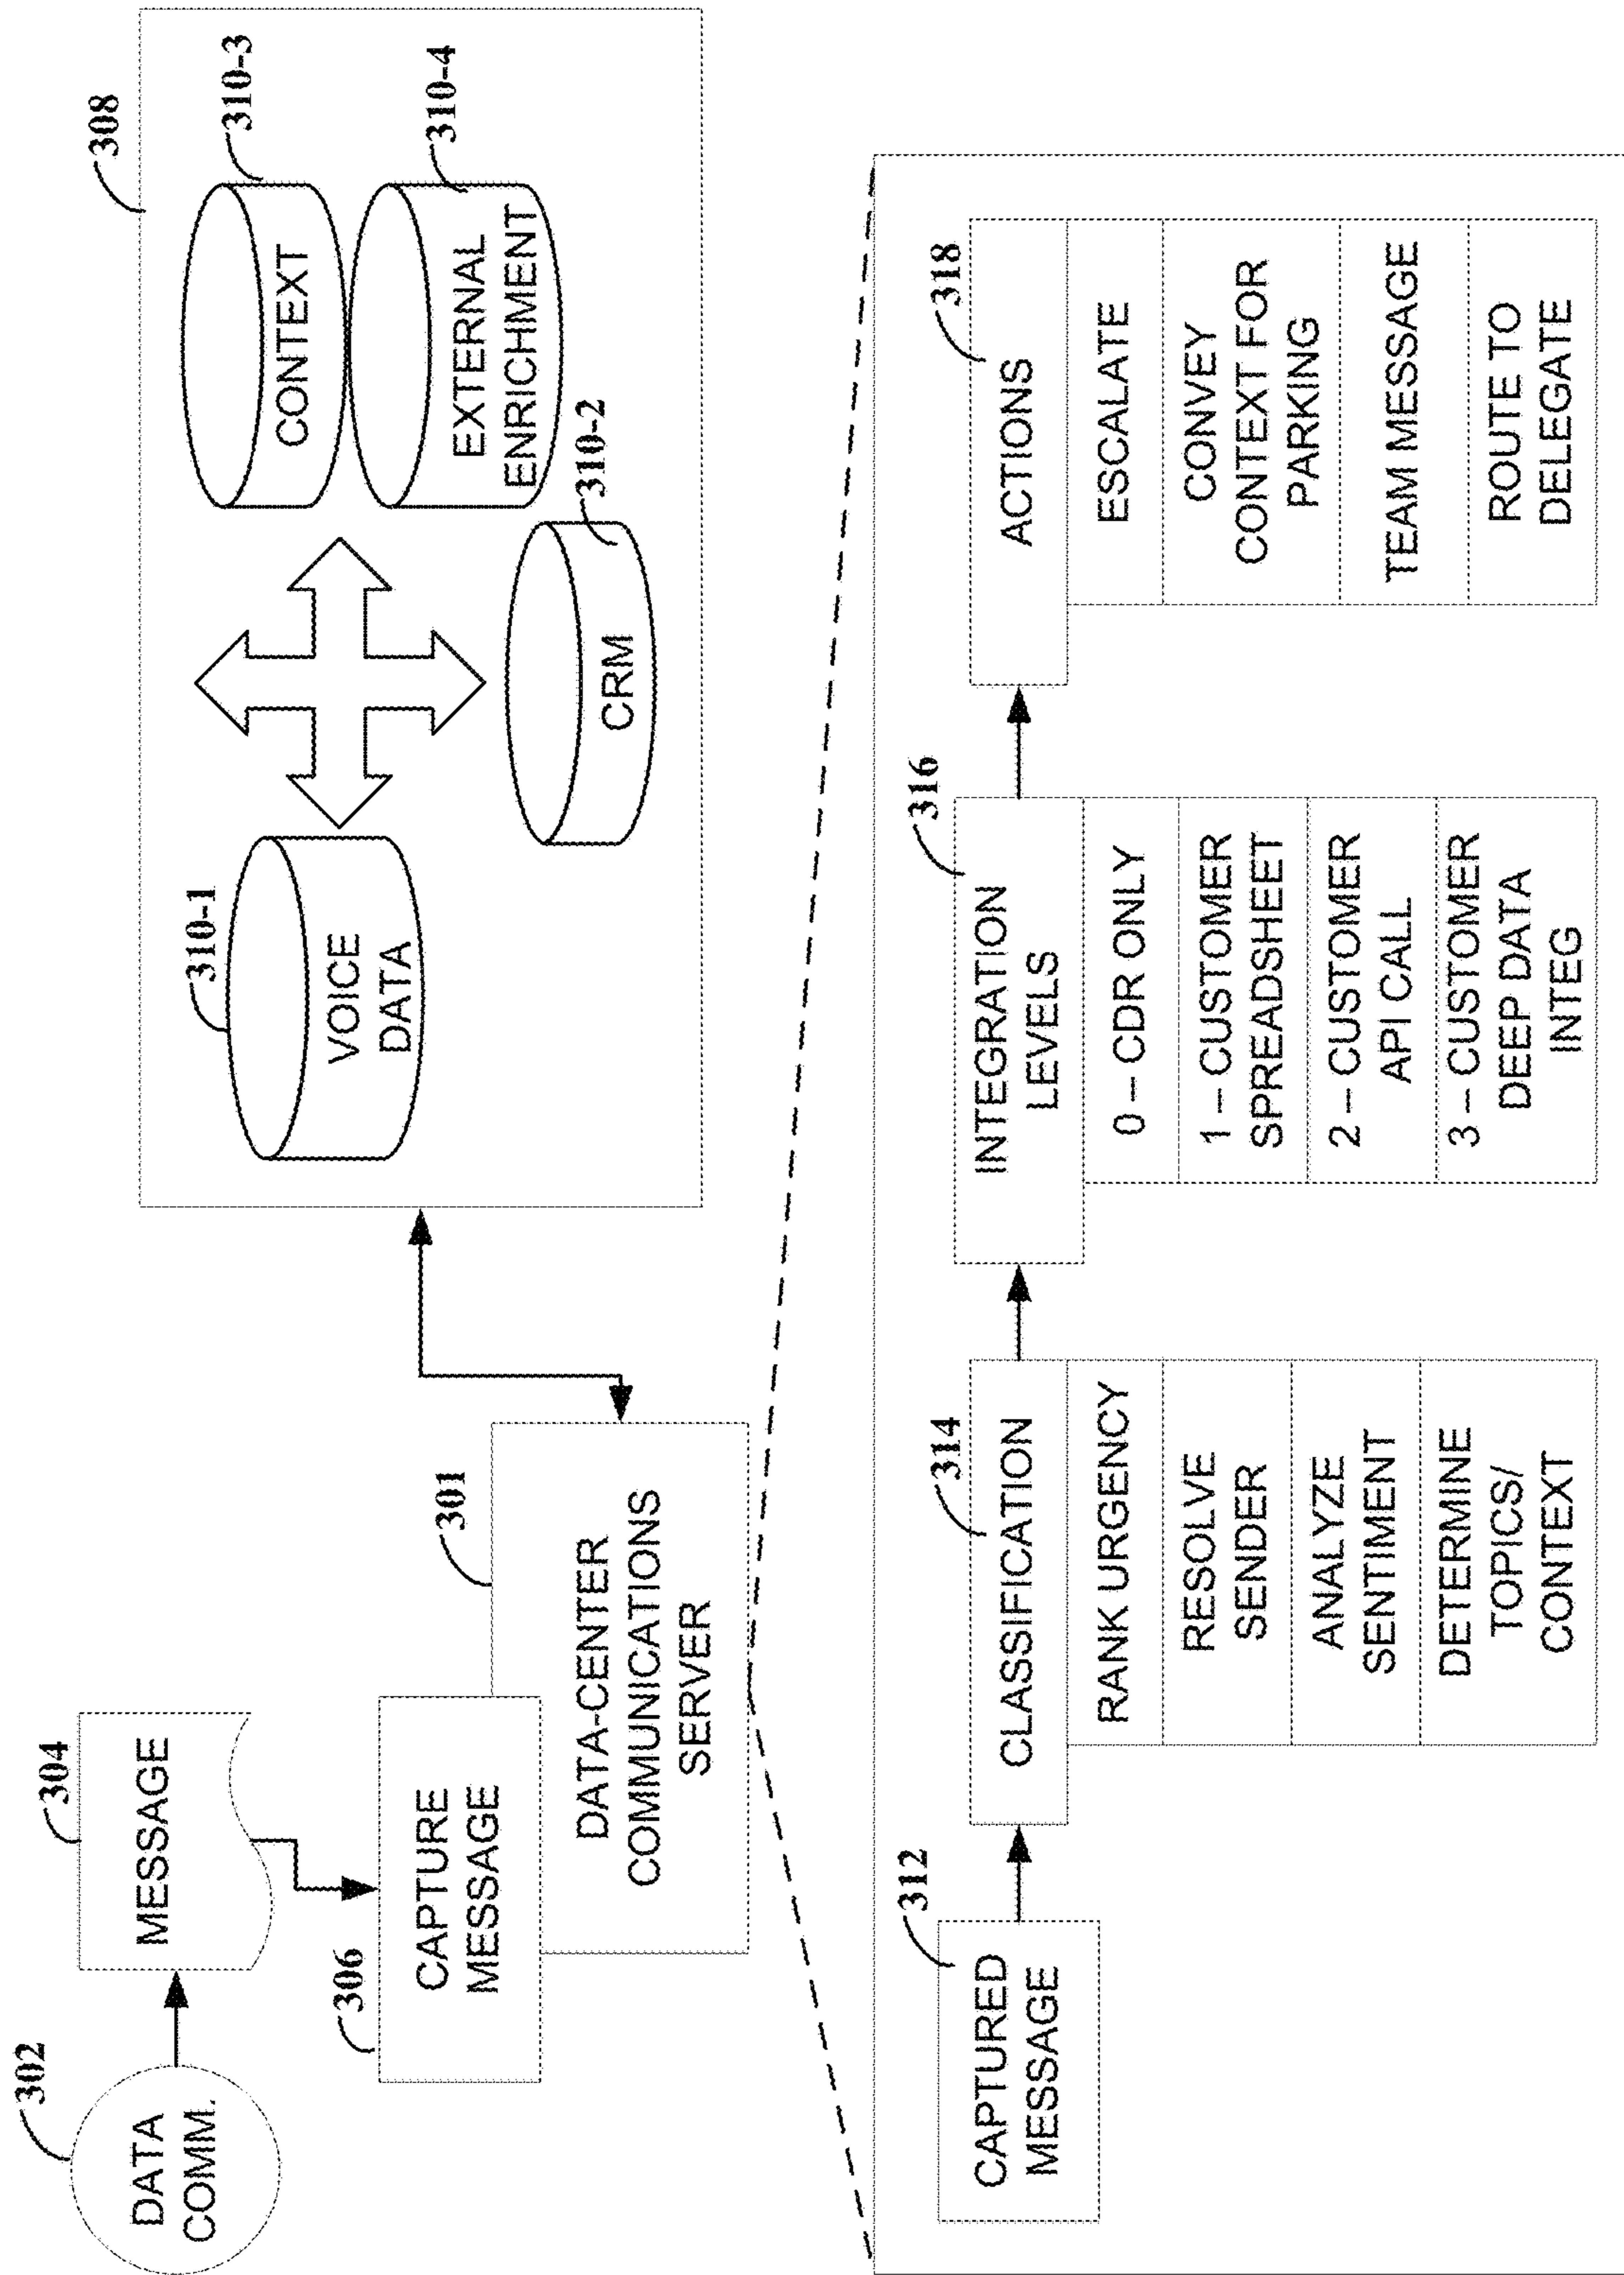 302
DATA
COMM.
304
MESSAGE
306
CAPTURE
MESSAGE
301
DATA-CENTER
COMMUNICATIONS
SERVER
308
310-1
VOICE
DATA
310-3
CONTEXT
310-4
EXTERNAL
ENRICHMENT
310-2
CRM
312
CAPTURED
MESSAGE
314
CLASSIFICATION
RANK URGENCY
RESOLVE
SENDER
ANALYZE
SENTIMENT
DETERMINE
TOPICS/
CONTEXT
316
INTEGRATION
LEVELS
0 – CDR ONLY
1 – CUSTOMER
SPREADSHEET
2 – CUSTOMER
API CALL
3 – CUSTOMER
DEEP DATA
INTEG
318
ACTIONS
ESCALATE
CONVEY
CONTEXT FOR
PARKING
TEAM MESSAGE
ROUTE TO
DELEGATE